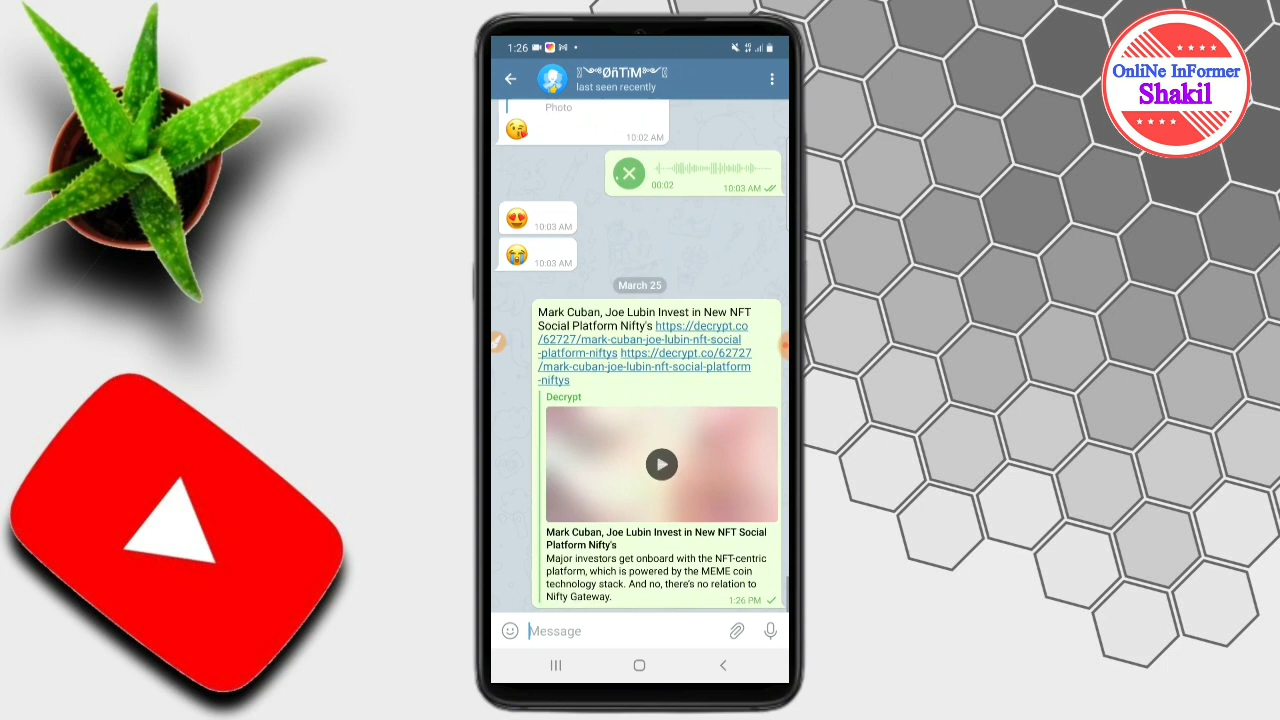 1:26
ØñTïM
last seen recently
Photo
10:02 AM
00:02
10:03 AM
10:03 AM
10:03 AM
March 25
Mark Cuban, Joe Lubin Invest in New NFT
Social Platform Nifty's https://decrypt.co
/62727/mark-cuban-joe-lubin-nft-social
-platform-niftys https://decrypt.co/62727
/mark-cuban-joe-lubin-nft-social-platform
-niftys
Decrypt
Mark Cuban, Joe Lubin Invest in New NFT Social
Platform Nifty's
Major investors get onboard with the NFT-centric
platform, which is powered by the MEME coin
technology stack. And no, there's no relation to
Nifty Gateway.
1:26 PM
Message
OnliNe InFormer
Shakil